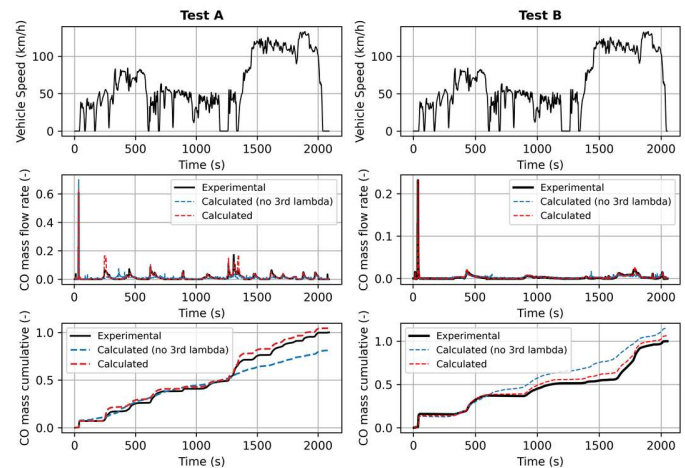 Test A
Vehicle Speed (km/h)
100
50
0
0 500 1000 1500 2000
Time (s)
Test B
Vehicle Speed (km/h)
100
50
0
0 500 1000 1500 2000
Time (s)
CO mass flow rate (-)
0.6
0.4
0.2
0.0
Experimental
Calculated (no 3rd lambda)
Calculated
0 500 1000 1500 2000
Time (s)
CO mass flow rate (-)
0.2
0.1
0.0
Experimental
Calculated (no 3rd lambda)
Calculated
0 500 1000 1500 2000
Time (s)
CO mass cumulative (-)
1.0
0.5
0.0
Experimental
Calculated (no 3rd lambda)
Calculated
0 500 1000 1500 2000
Time (s)
CO mass cumulative (-)
1.0
0.5
0.0
Experimental
Calculated (no 3rd lambda)
Calculated
0 500 1000 1500 2000
Time (s)